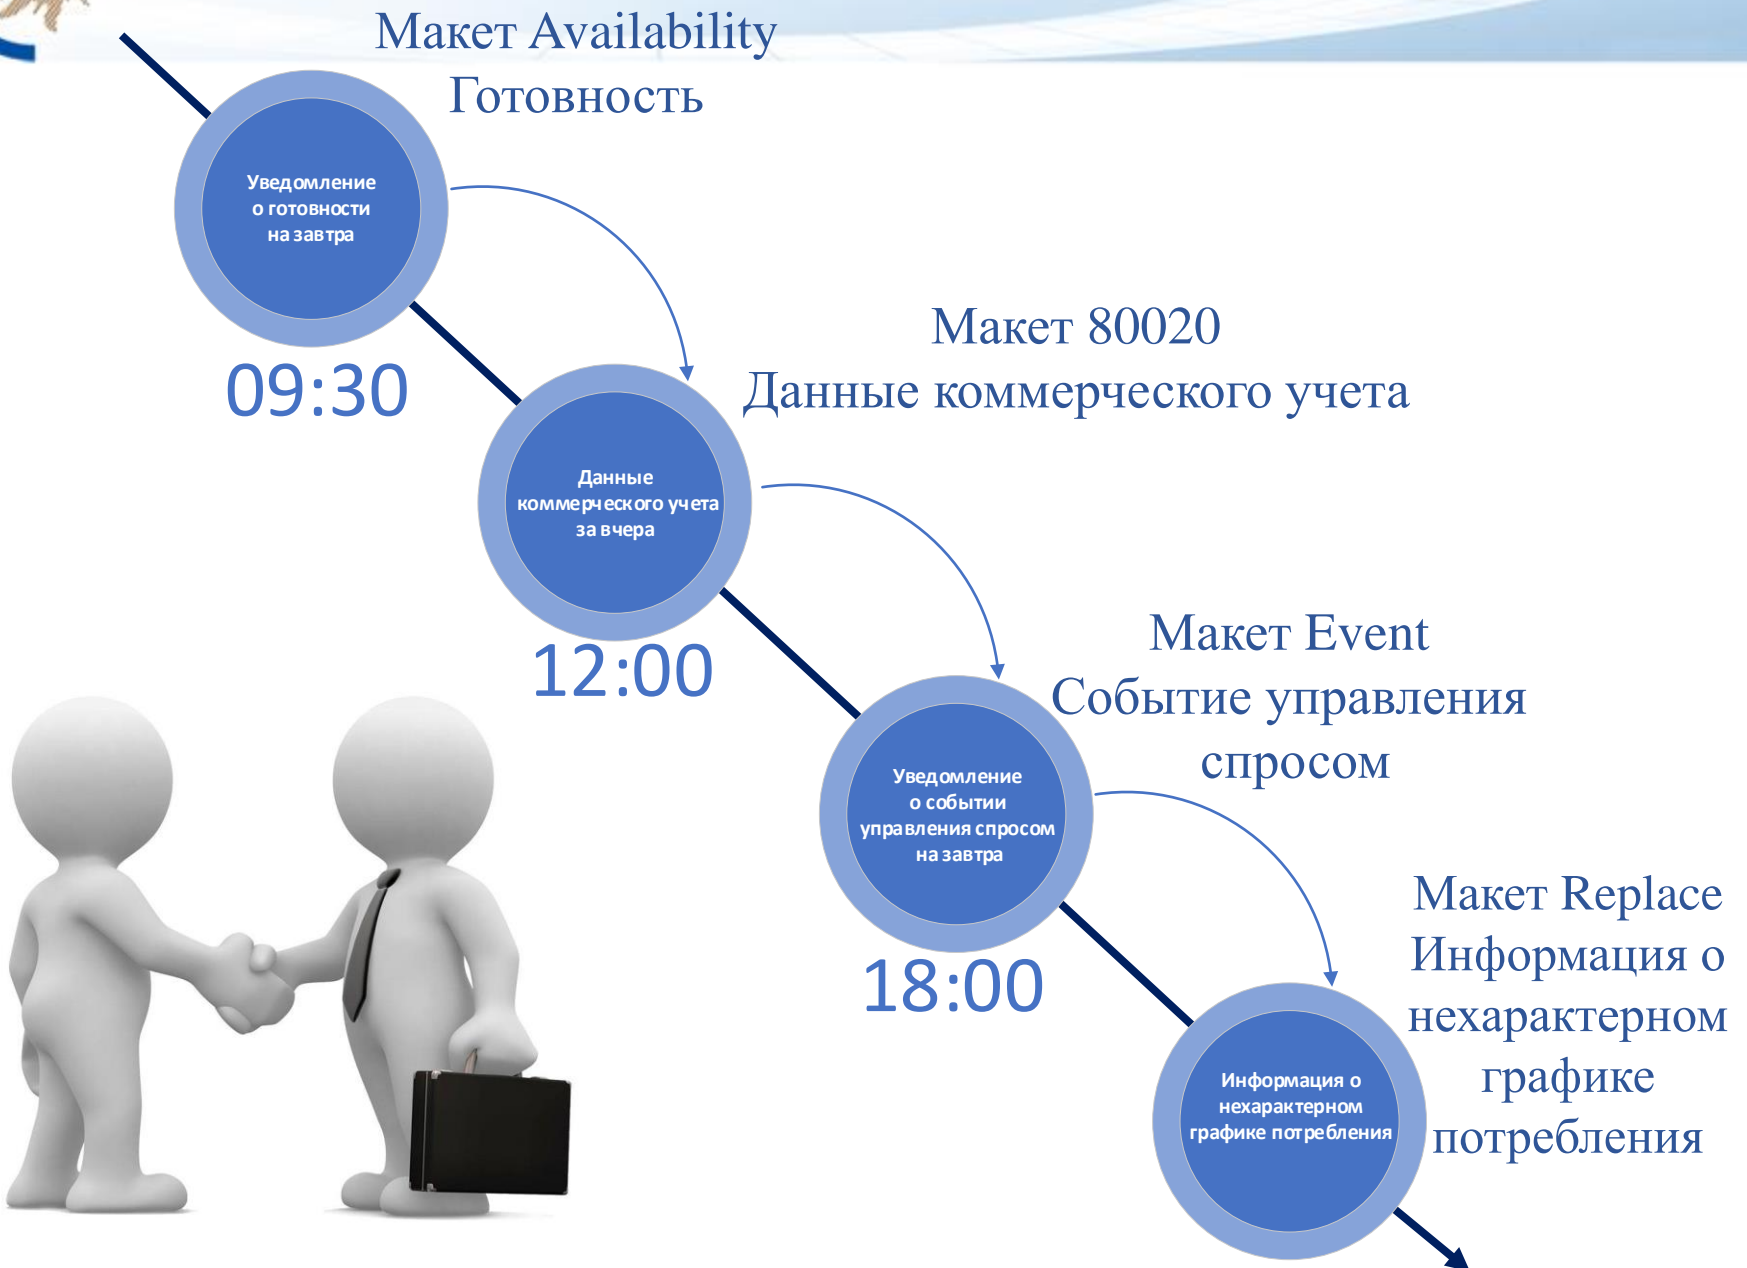 Макет Availability
Готовность
Уведомление
о готовности
на завтра
09:30
Макет 80020
Данные коммерческого учета
Данные
коммерческого учета
за вчера
12:00
Макет Event
Событие управления
спросом
Уведомление
о событии
управления спросом
на завтра
18:00
Макет Replace
Информация о
нехарактерном
графике
потребления
Информация о
нехарактерном
графике потребления